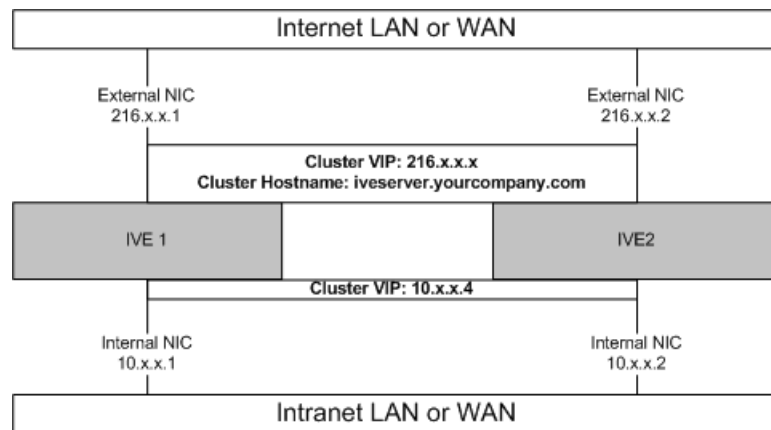 Internet LAN or WAN
External NIC
216.x.x.1
External NIC
216.x.x.2
Cluster VIP: 216.x.x.x
Cluster Hostname: iveserver.yourcompany.com
IVE 1
IVE2
Cluster VIP: 10.x.x.4
Internal NIC
10.x.x.1
Internal NIC
10.x.x.2
Intranet LAN or WAN